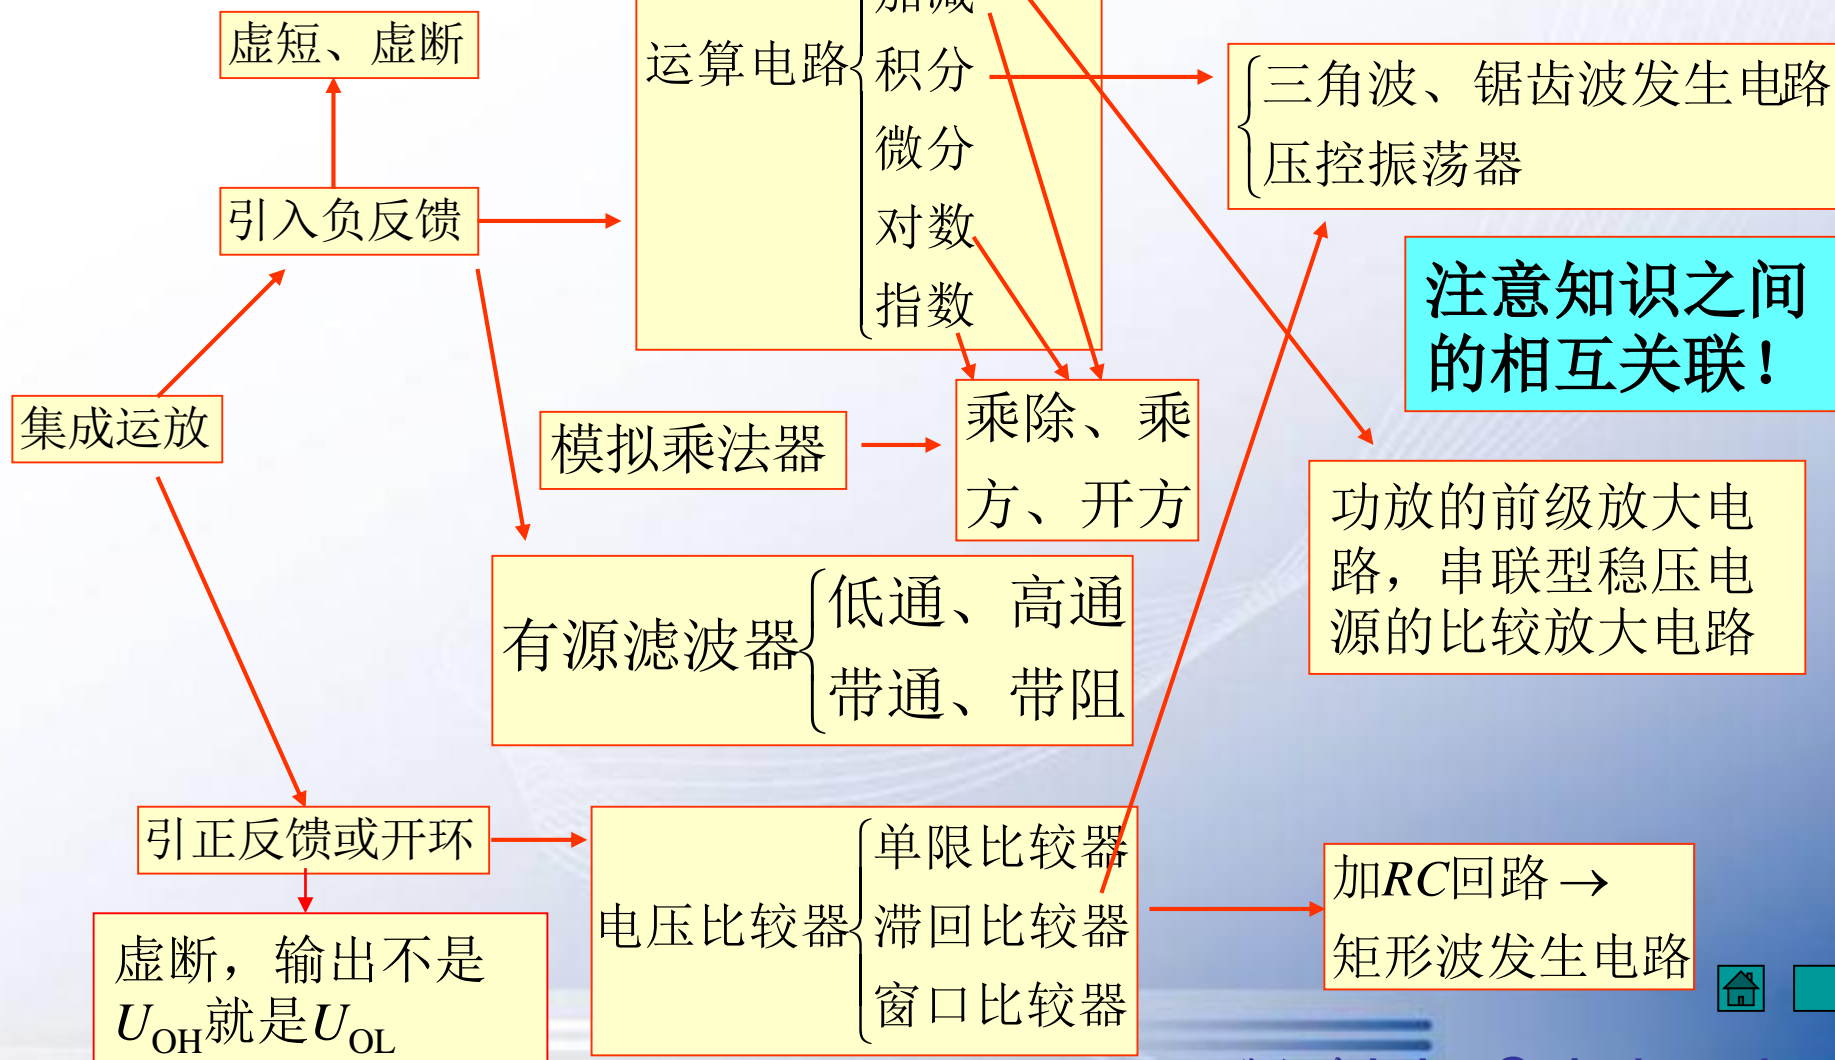 加减
虚短、虚断
运算电路
积分
三角波、锯齿波发生电路
微分
压控振荡器
引入负反馈
对数
指数
注意知识之间
的相互关联！
集成运放
模拟乘法器
乘除、乘
方、开方
功放的前级放大电
路，串联型稳压电
源的比较放大电路
有源滤波器
低通、高通
带通、带阻
引正反馈或开环
单限比较器
电压比较器
滞回比较器
窗口比较器
加RC回路→
矩形波发生电路
虚断，输出不是
UOH就是UOL